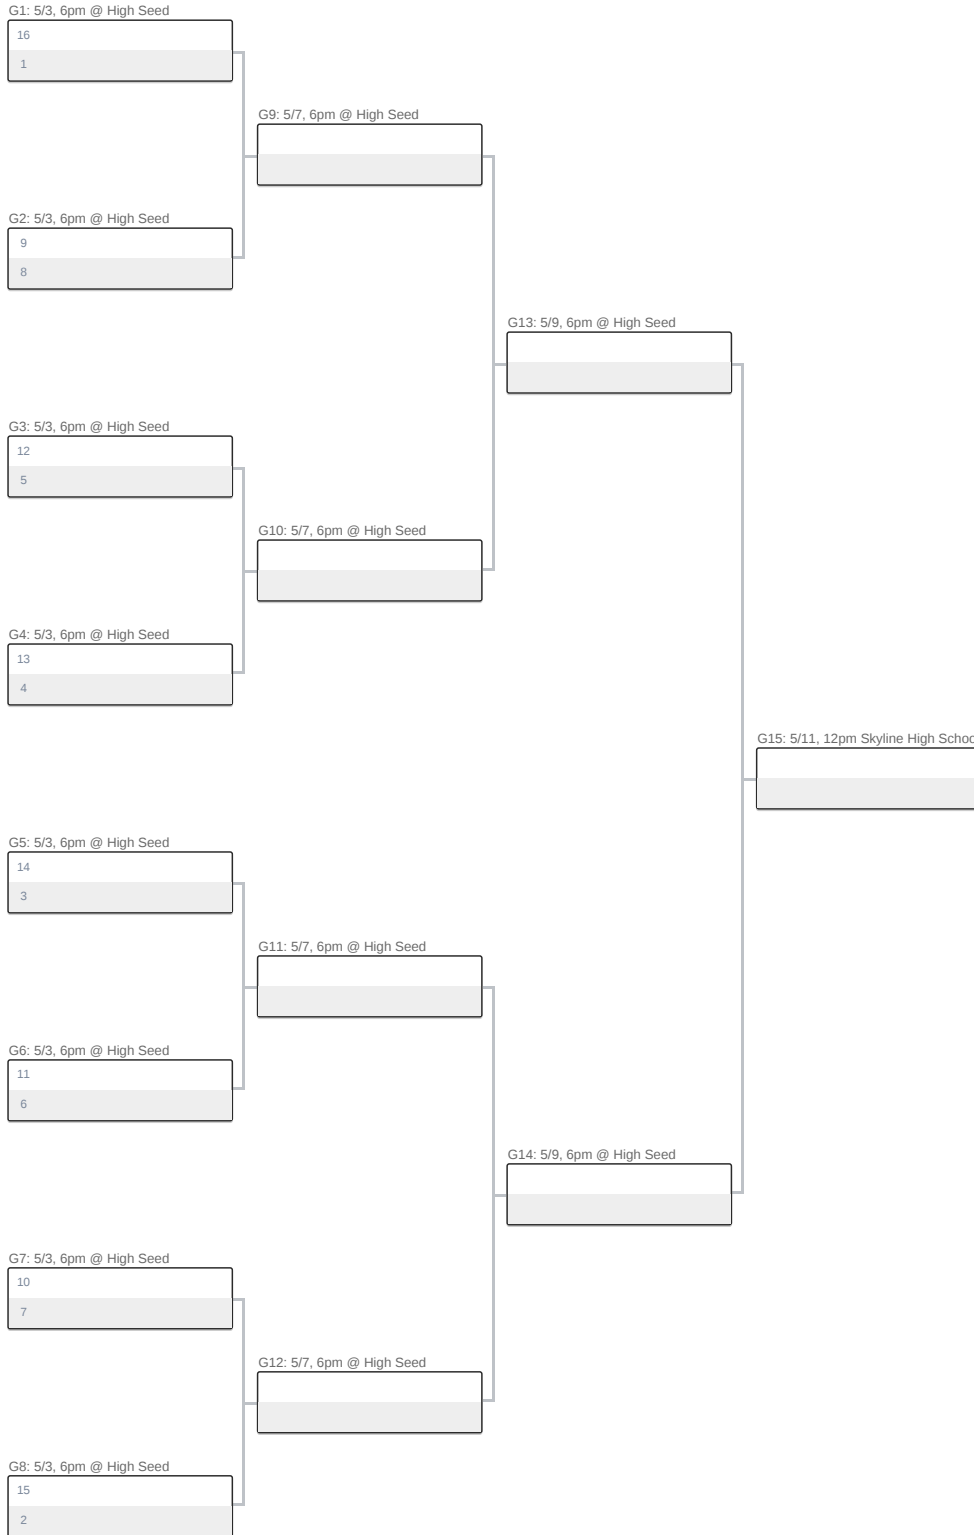 G1: 5/3, 6pm @ High Seed
16
1
G9: 5/7, 6pm @ High Seed
G2: 5/3, 6pm @ High Seed
9
8
G13: 5/9, 6pm @ High Seed
G3: 5/3, 6pm @ High Seed
12
5
G10: 5/7, 6pm @ High Seed
G4: 5/3, 6pm @ High Seed
13
4
G15: 5/11, 12pm Skyline High Schoo
G5: 5/3, 6pm @ High Seed
14
3
G11: 5/7, 6pm @ High Seed
G6: 5/3, 6pm @ High Seed
11
6
G14: 5/9, 6pm @ High Seed
G7: 5/3, 6pm @ High Seed
10
7
G12: 5/7, 6pm @ High Seed
G8: 5/3, 6pm @ High Seed
15
2